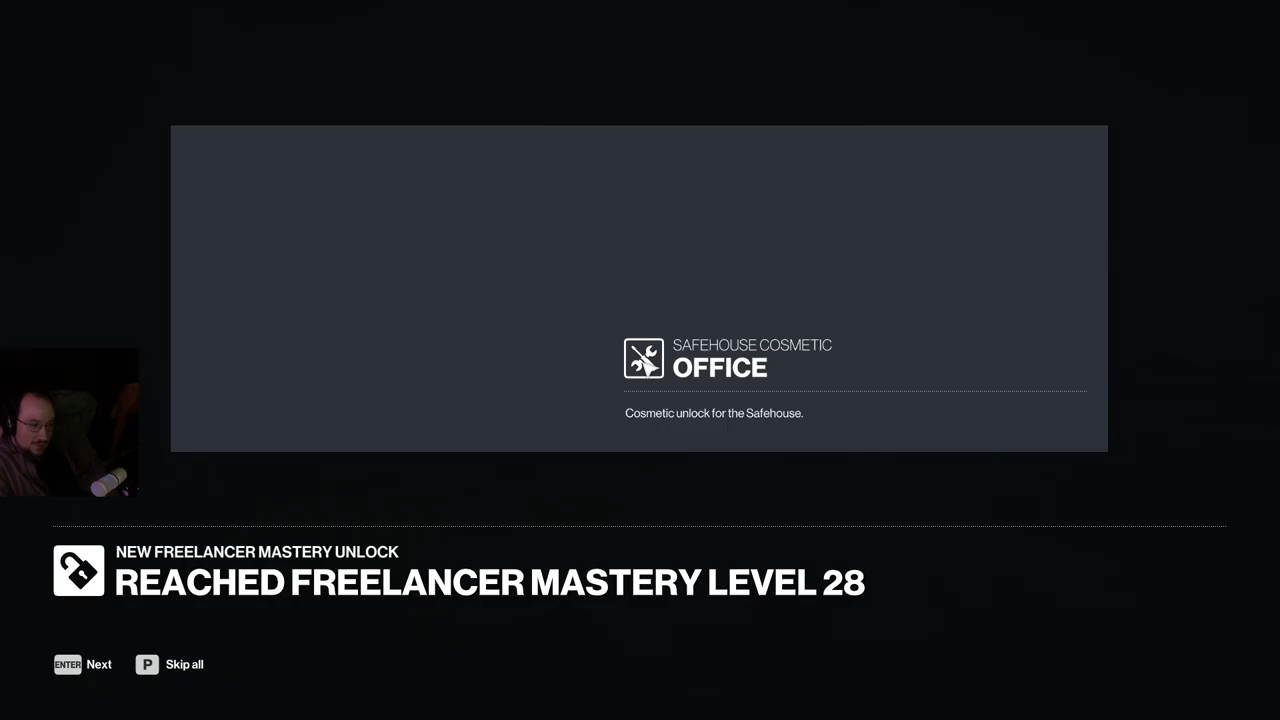 SAFEHOUSE COSMETIC
OFFICE
Cosmetic unlock for the Safehouse.
NEW FREELANCER MASTERY UNLOCK
REACHED FREELANCER MASTERY LEVEL 28
ENTER Next P Skip all